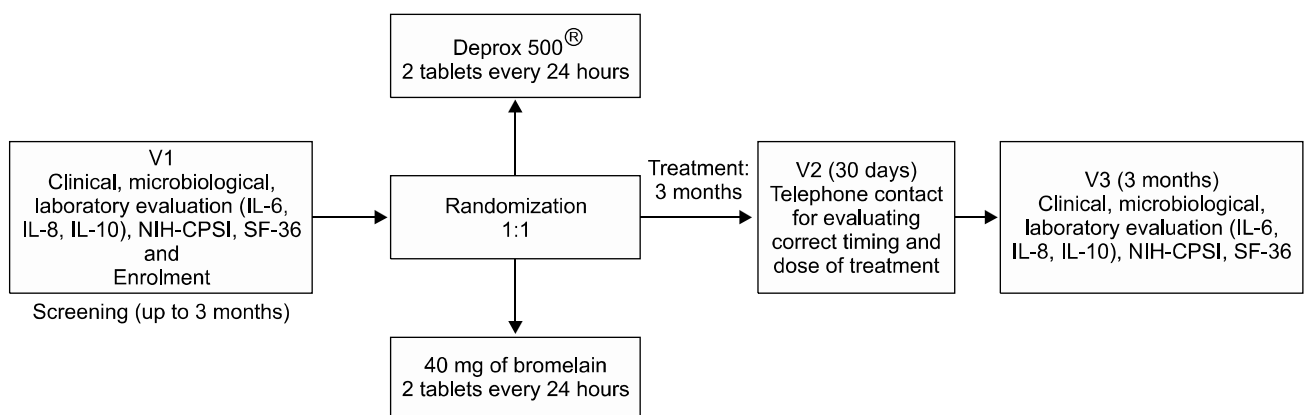 Deprox 500®
2 tablets every 24 hours
V1
Clinical, microbiological,
laboratory evaluation (IL-6,
IL-8, IL-10), NIH-CPSI, SF-36
and
Enrolment
Screening (up to 3 months)
Randomization
1:1
Treatment:
3 months
V2 (30 days)
Telephone contact
for evaluating
correct timing and
dose of treatment
V3 (3 months)
Clinical, microbiological,
laboratory evaluation (IL-6,
IL-8, IL-10), NIH-CPSI, SF-36
40 mg of bromelain
2 tablets every 24 hours